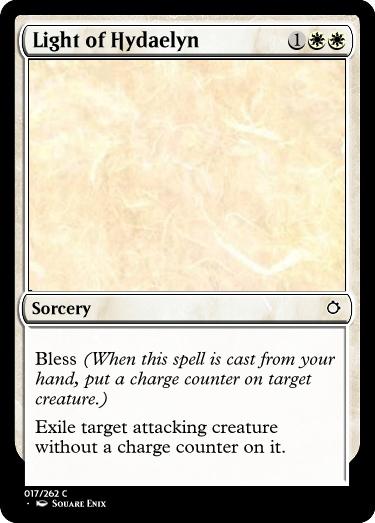 Light of Hydaelyn 1
Sorcery
Bless (When this spell is cast from your
hand, put a charge counter on target
creature.)
Exile target attacking creature
without a charge counter on it.
017/262 C
Square Enix